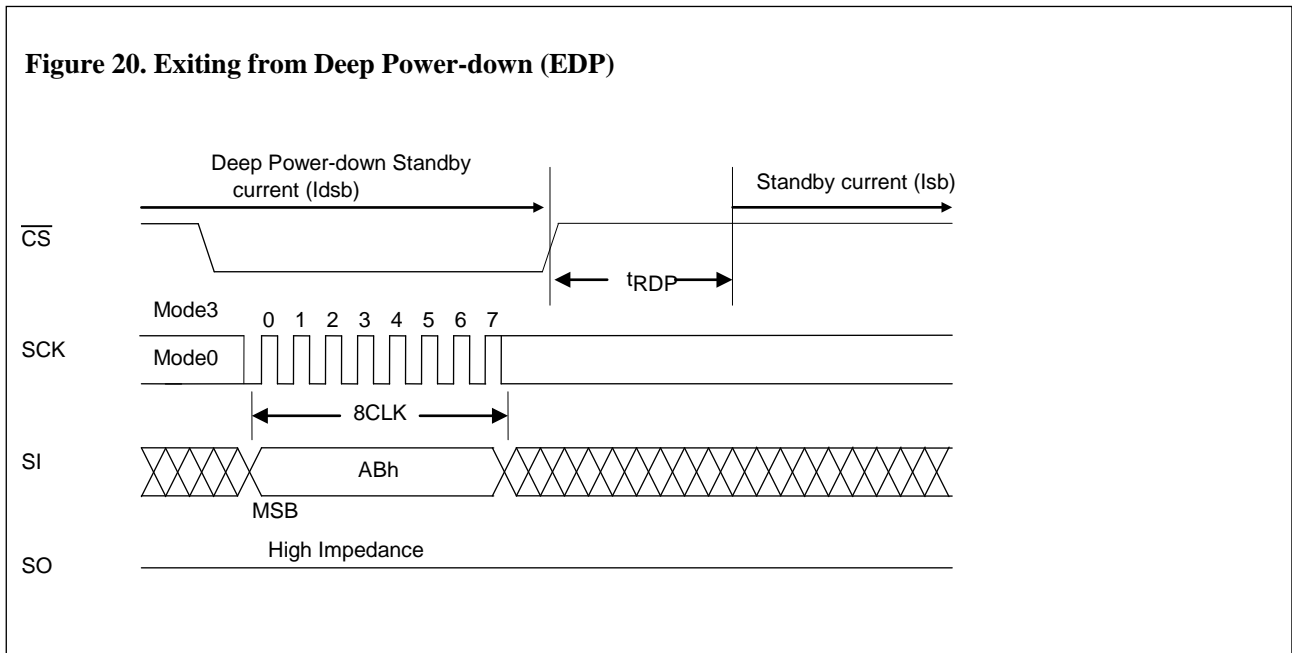 Figure 20. Exiting from Deep Power-down (EDP)
Deep Power-down Standby
current (Idsb)
Standby current (Isb)
CS
tRDP
Mode3
0 1 2 3 4 5 6 7
SCK
Mode0
8CLK
SI
ABh
MSB
High Impedance
SO